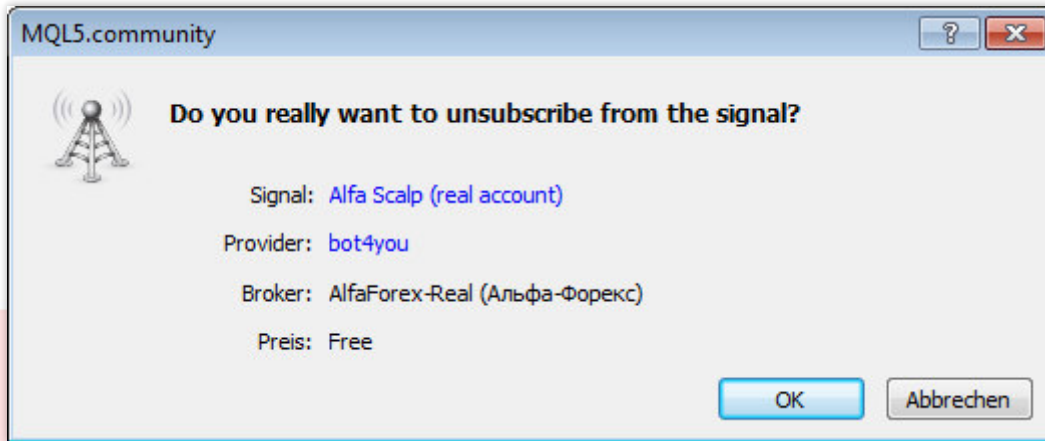 MQL5.community
Do you really want to unsubscribe from the signal?
Signal: Alfa Scalp (real account)
Provider: bot4you
Broker: AlfaForex-Real (Альфа-Форекс)
Preis: Free
OK Abbrechen